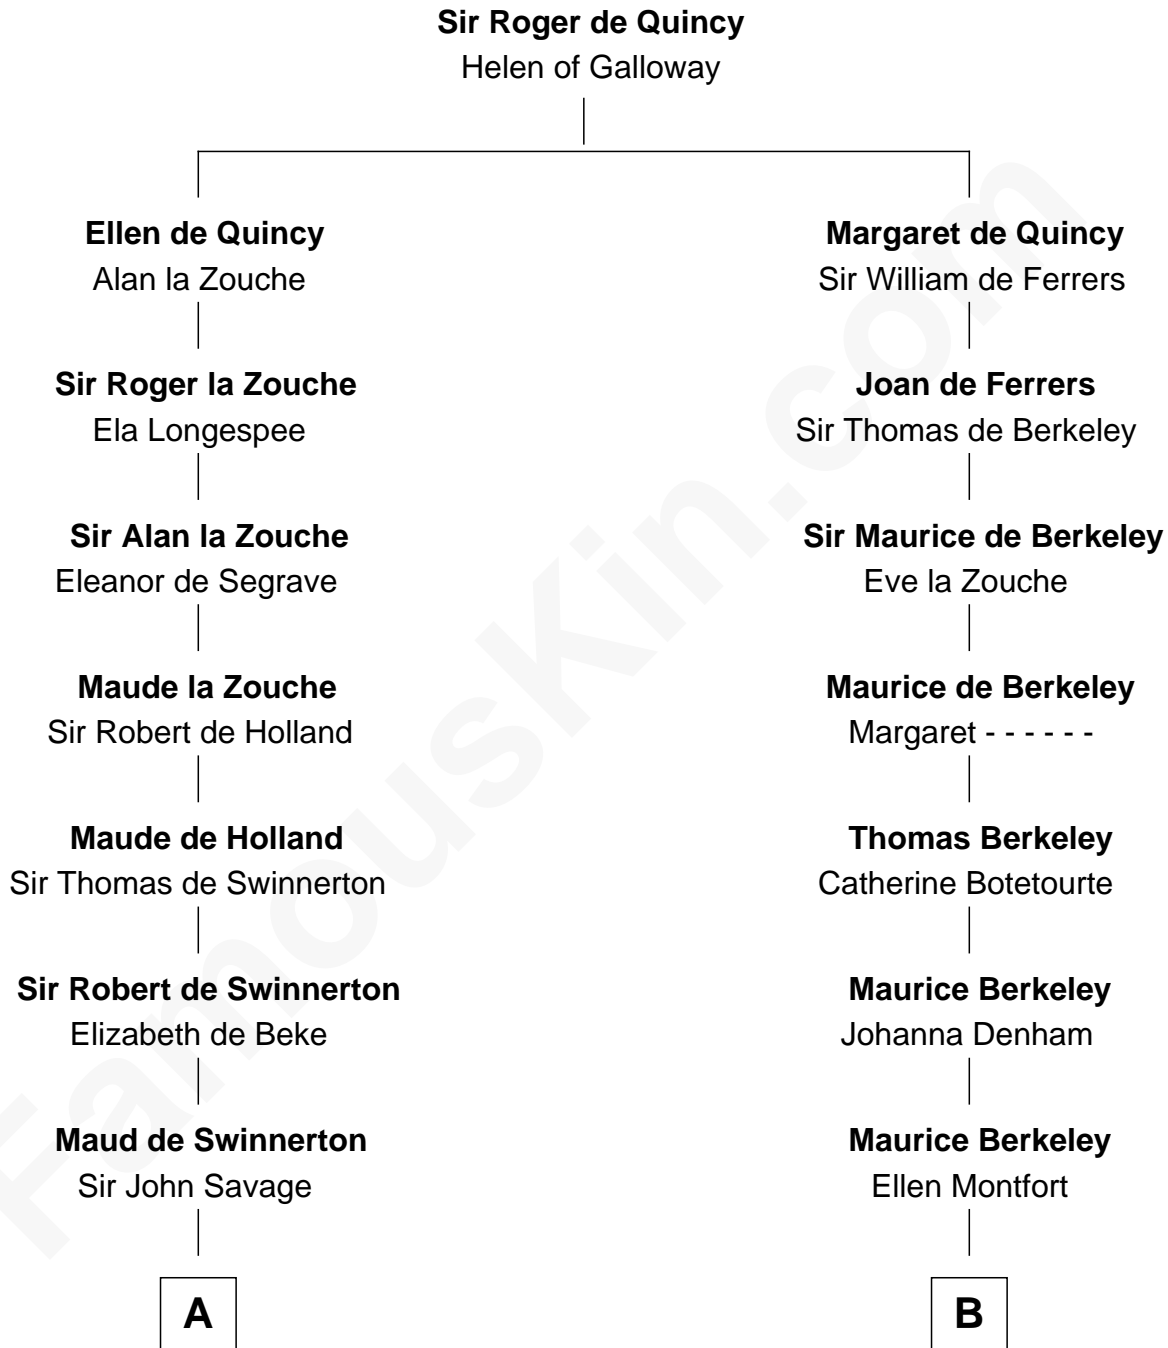 Sir Roger de Quincy
Helen of Galloway
Ellen de Quincy
Alan la Zouche
Margaret de Quincy
Sir William de Ferrers
Sir Roger la Zouche
Ela Longespee
Joan de Ferrers
Sir Thomas de Berkeley
Sir Alan la Zouche
Eleanor de Segrave
Sir Maurice de Berkeley
Eve la Zouche
Maude la Zouche
Sir Robert de Holland
Maurice de Berkeley
Margaret - - - - - -
Maude de Holland
Sir Thomas de Swinnerton
Thomas Berkeley
Catherine Botetourte
Sir Robert de Swinnerton
Elizabeth de Beke
Maurice Berkeley
Johanna Denham
Maud de Swinnerton
Sir John Savage
Maurice Berkeley
Ellen Montfort
A
B
FamousKin.com